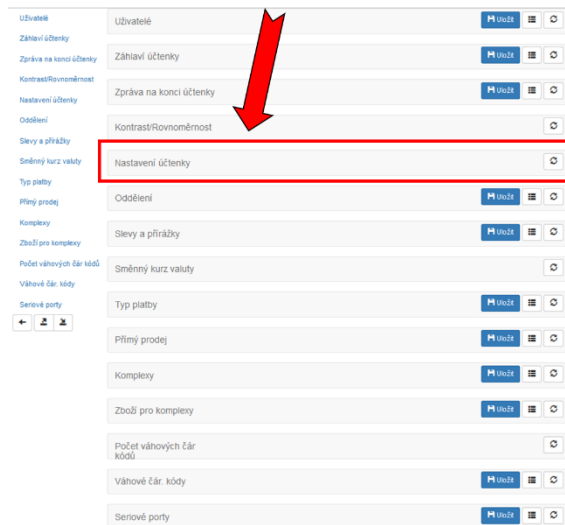 Uživatelé
Záhlaví účtenky
Zpráva na konci účtenky
Kontrast/Rovnoměrnost
Nastavení účtenky
Oddělení
Slevy a přírážky
Směnný kurz valuty
Typ platby
Přímý prodej
Komplexy
Zboží pro komplexy
Počet váhových čár kódů
Váhové čár. kódy
Seriové porty
Uživatelé Uložit
Záhlaví účtenky Uložit
Zpráva na konci účtenky Uložit
Kontrast/Rovnoměrnost
Nastavení účtenky
Oddělení Uložit
Slevy a přírážky Uložit
Směnný kurz valuty
Typ platby Uložit
Přímý prodej Uložit
Komplexy Uložit
Zboží pro komplexy Uložit
Počet váhových čár
kódů
Váhové čár. kódy Uložit
Seriové porty Uložit